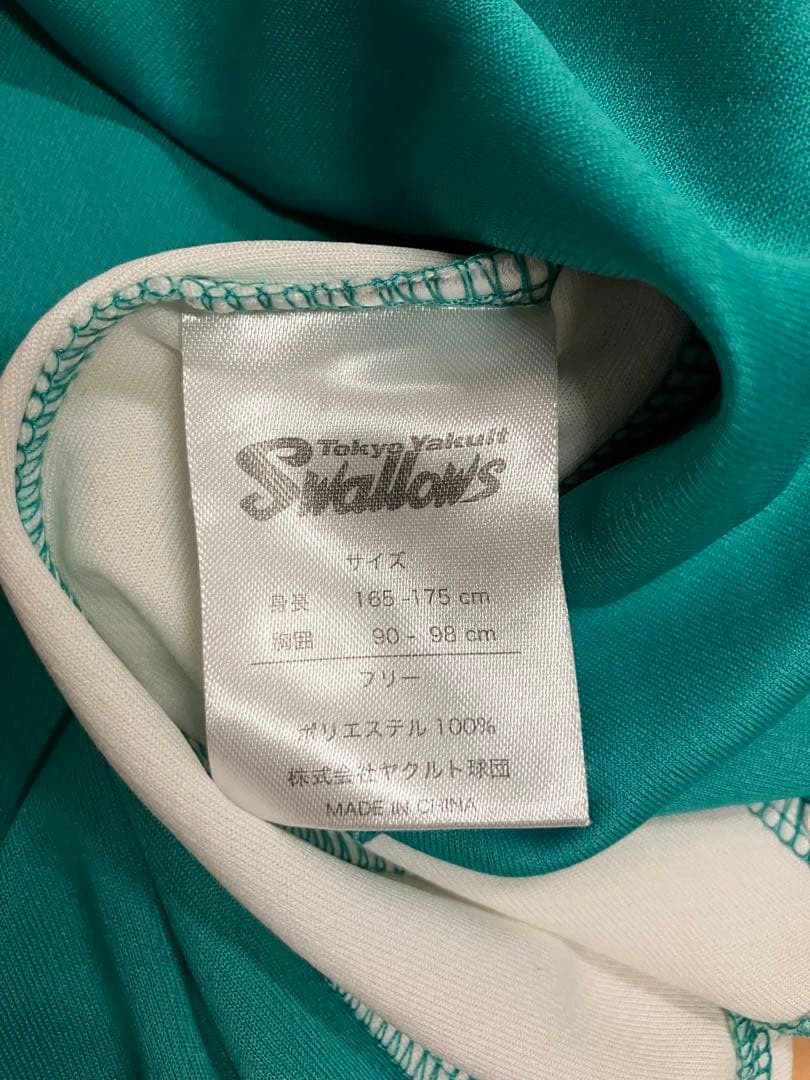 Tokyo Yakult
Swallows
サイズ
身長 165-175 cm
胸囲 90- 98 cm
フリー
ポリエステル 100%
株式会社ヤクルト球団
MADE IN CHINA